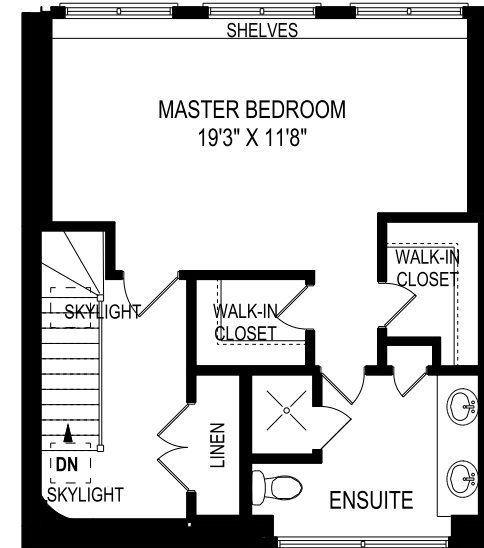 SHELVES
MASTER BEDROOM
19'3" X 11'8"
WALK-IN
CLOSET
SKYLIGHT
WALK-IN
CLOSET
LINEN
DN
SKYLIGHT
ENSUITE